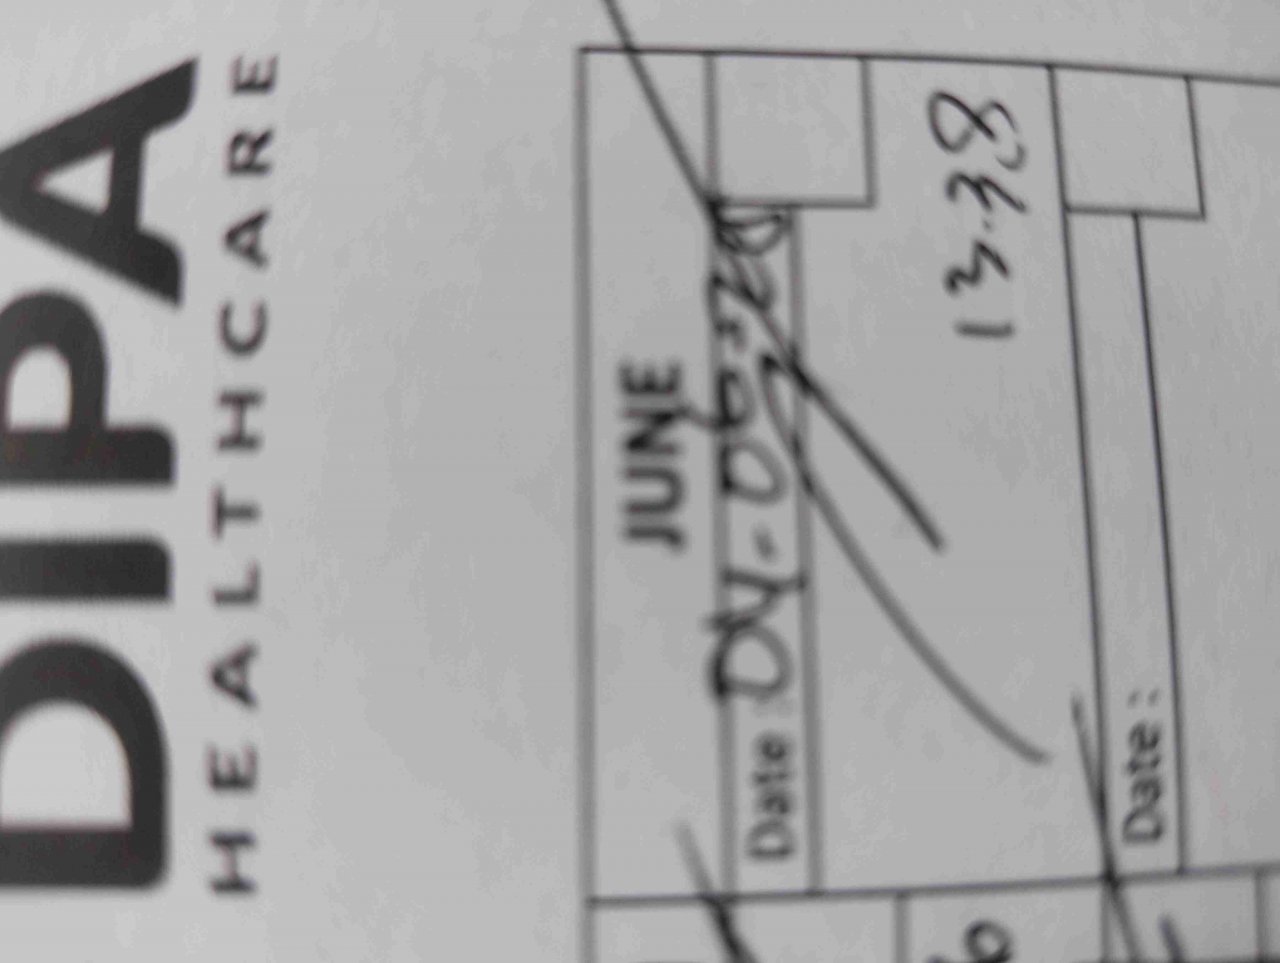 DIPA
HEALTHCARE
JUNE
Date :
13.38
Date :